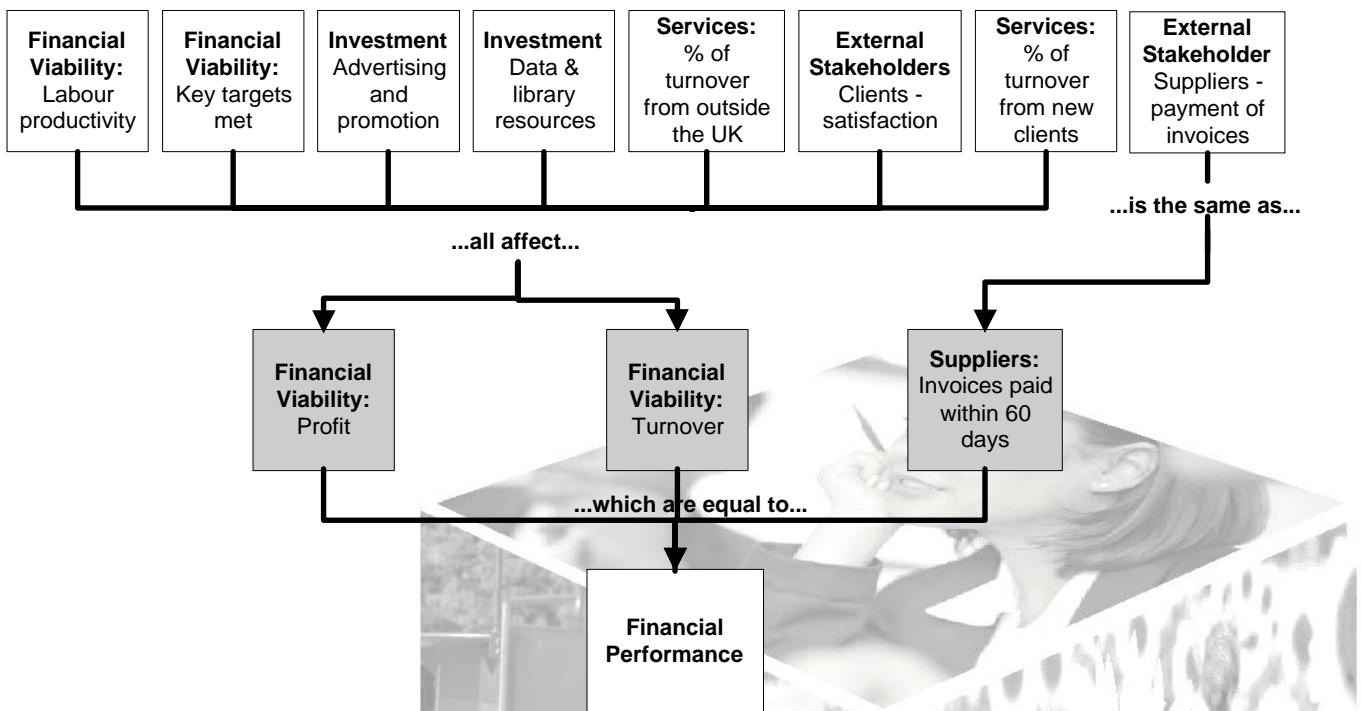 Financial
Viability:
Labour
productivity
Financial
Viability:
Key targets
met
Investment
Advertising
and
promotion
Investment
Data &
library
resources
Services:
% of
turnover
from outside
the UK
External
Stakeholders
Clients -
satisfaction
Services:
% of
turnover
from new
clients
External
Stakeholder
Suppliers -
payment of
invoices
...is the same as...
...all affect...
Financial
Viability:
Profit
Financial
Viability:
Turnover
Suppliers:
Invoices paid
within 60
days
...which are equal to...
Financial
Performance